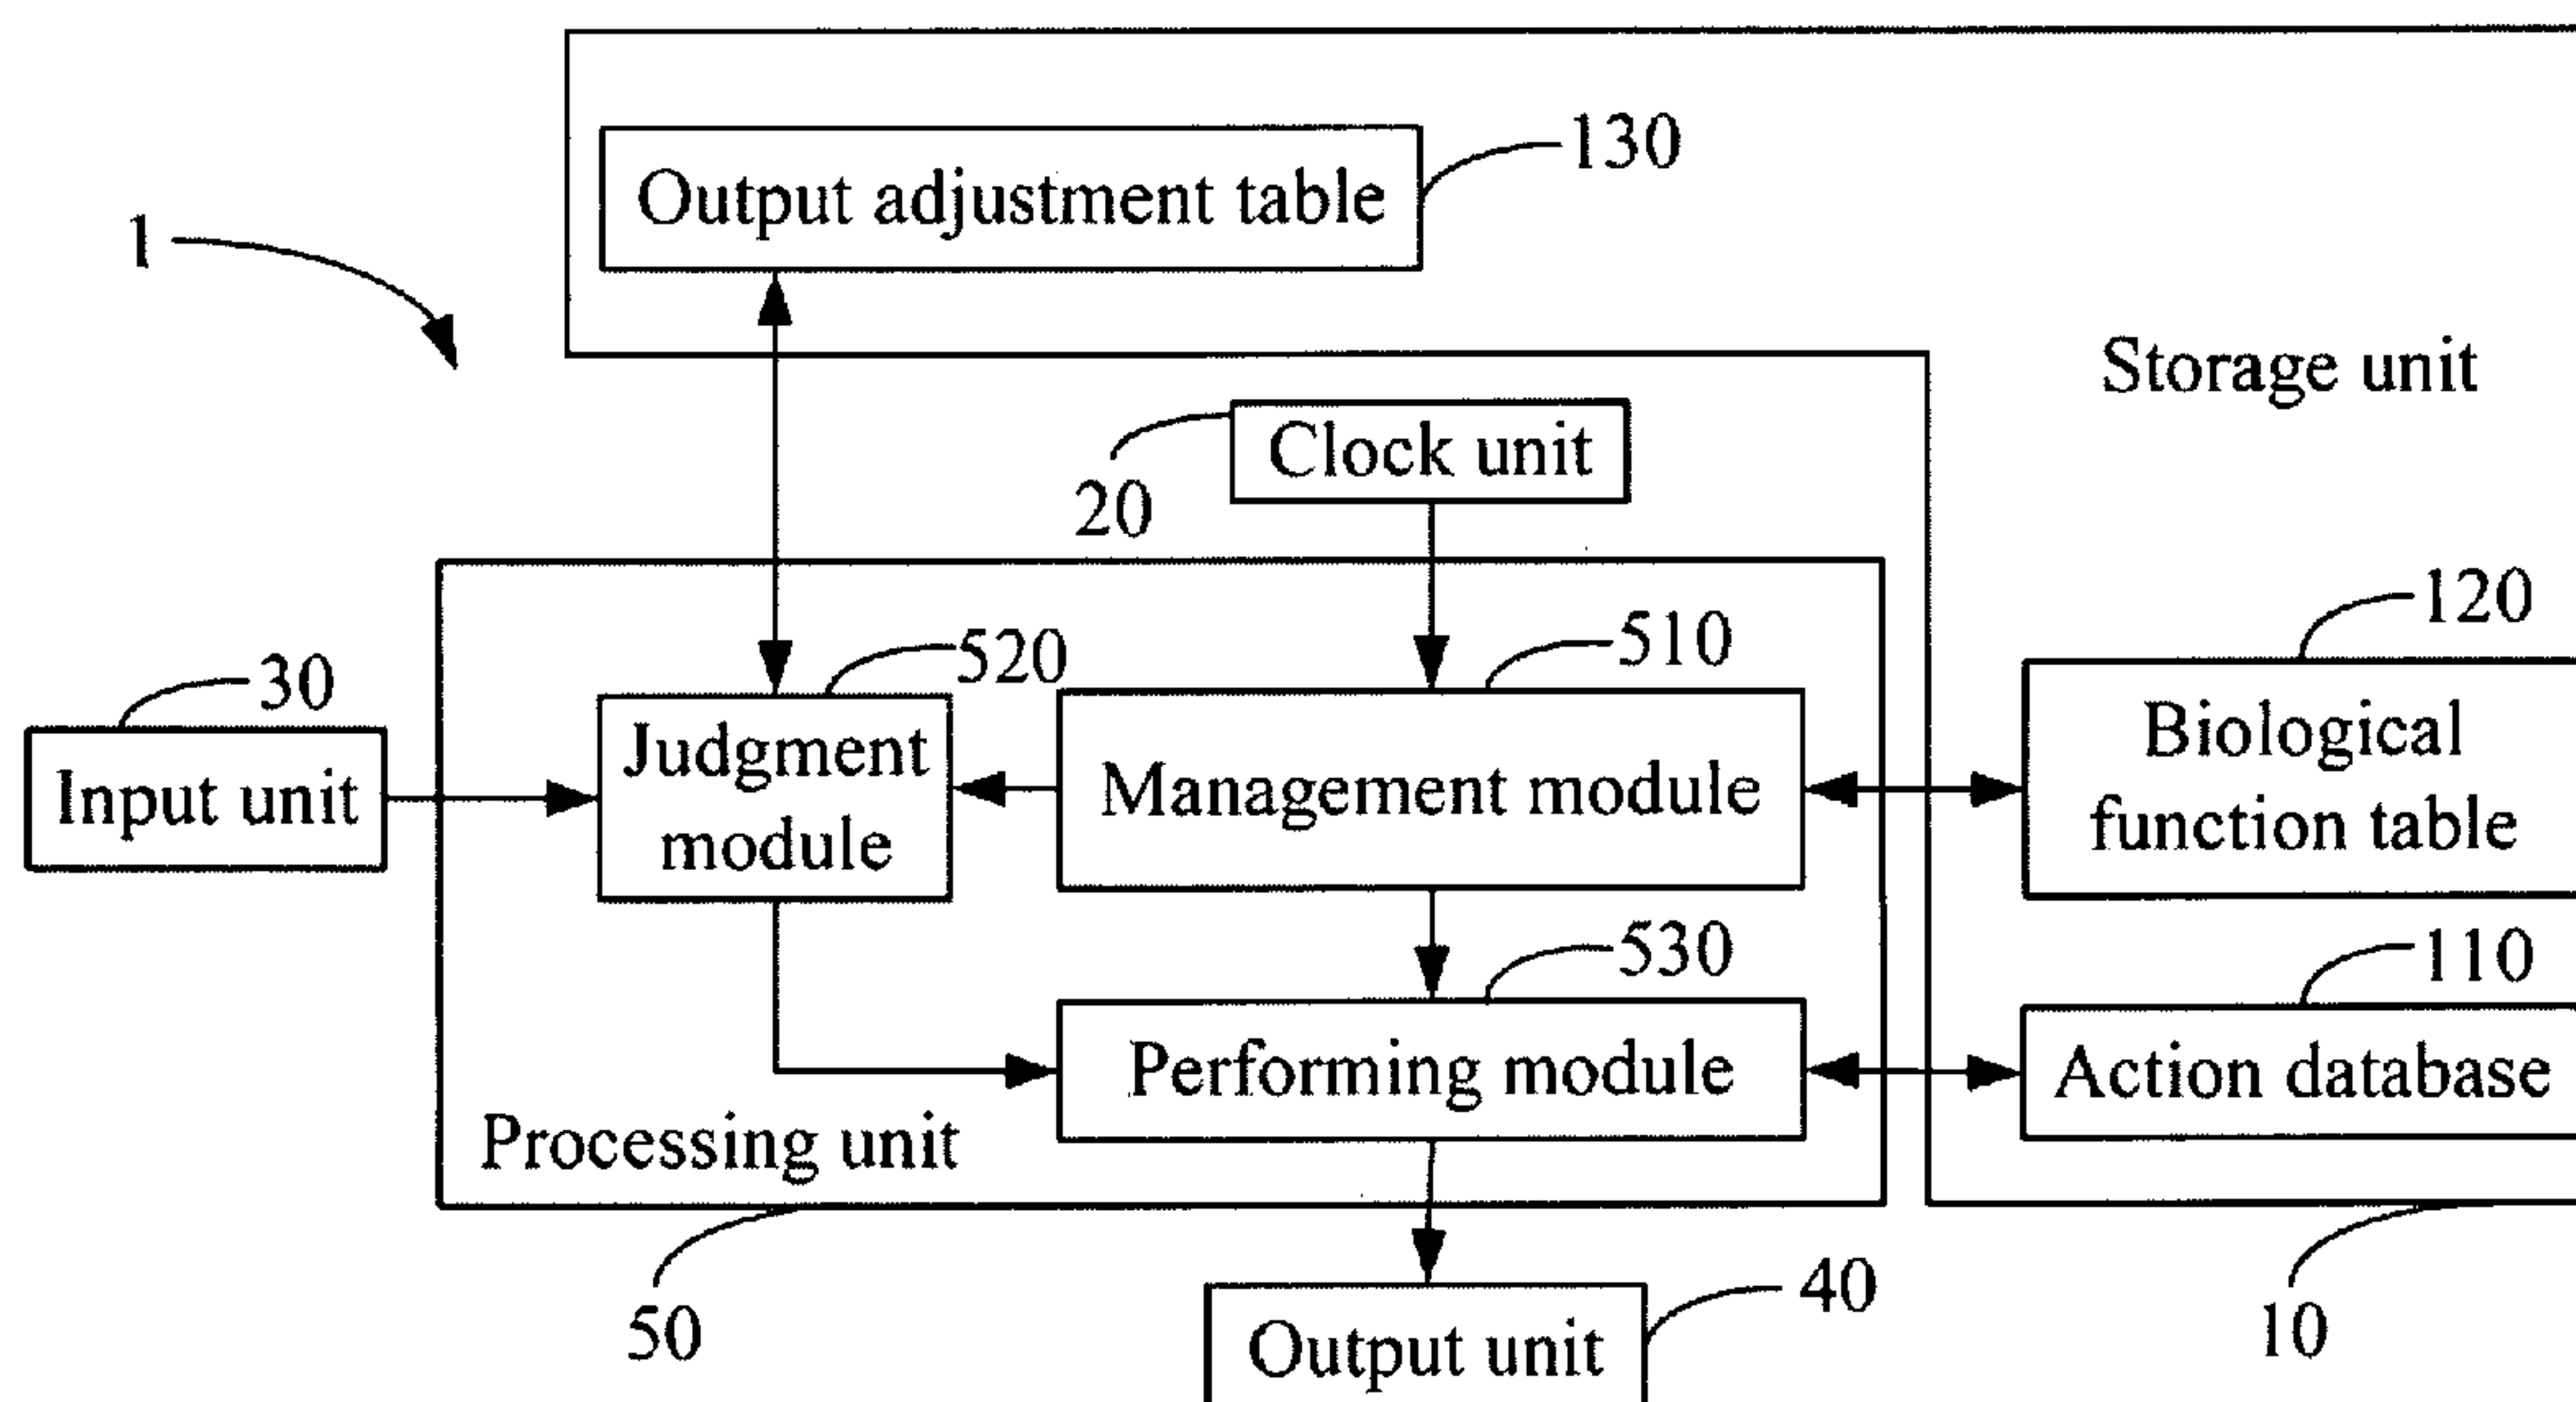 130
Output adjustment table
1
Storage unit
Clock unit
20
120
510
520
30
Biological
function table
Judgment
module
Management module
Input unit
530
110
Performing module
Action database
Processing unit
40
10
50
Output unit